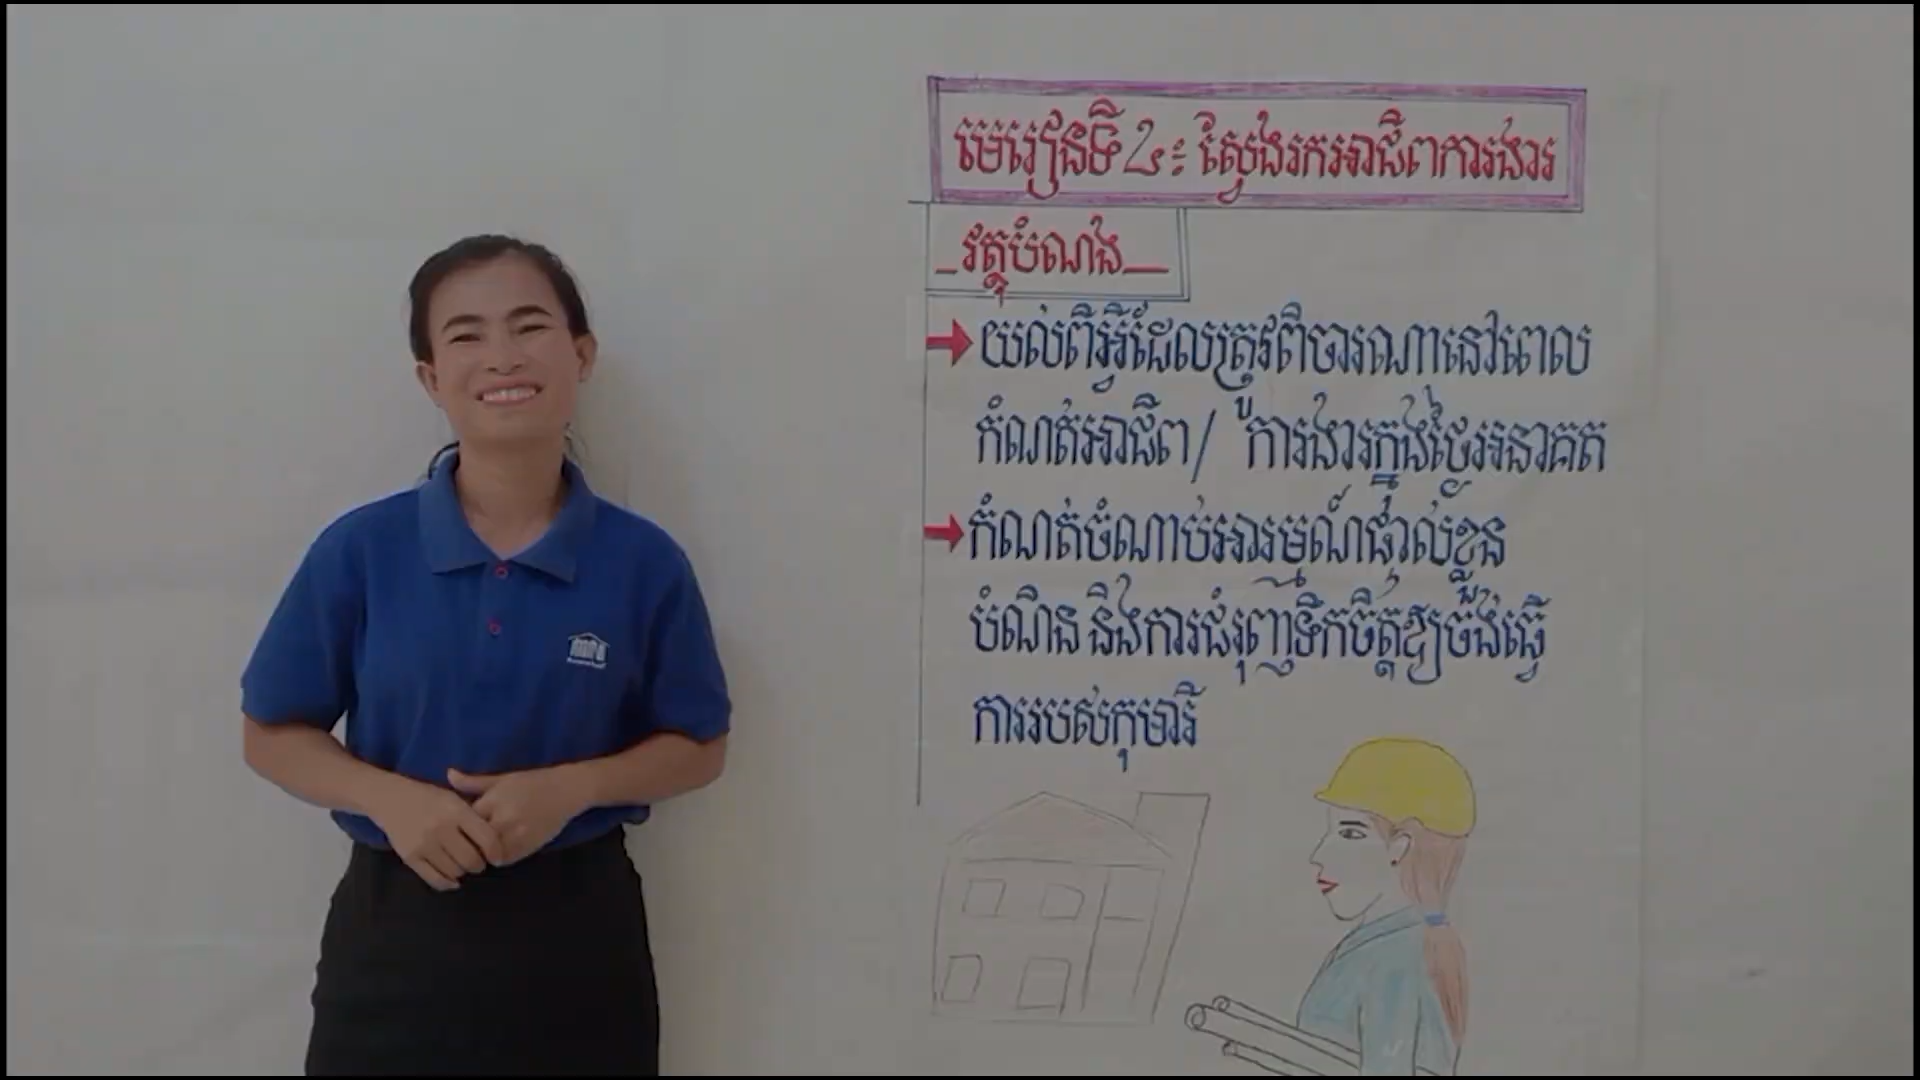 មេរៀនទី៤៖ ស្វែងរកអាជីពការងារ
វត្ថុបំណង
យល់ពីអ្វីដែលត្រូវពិចារណានៅពេល
កំណត់អាជីព/ ការងារក្នុងថ្ងៃអនាគត
កំណត់ចំណាប់អារម្មណ៍ផ្ទាល់ខ្លួន
បំណិន និងការជំរុញទឹកចិត្តឱ្យចង់ធ្វើ
ការរបស់កុមារី